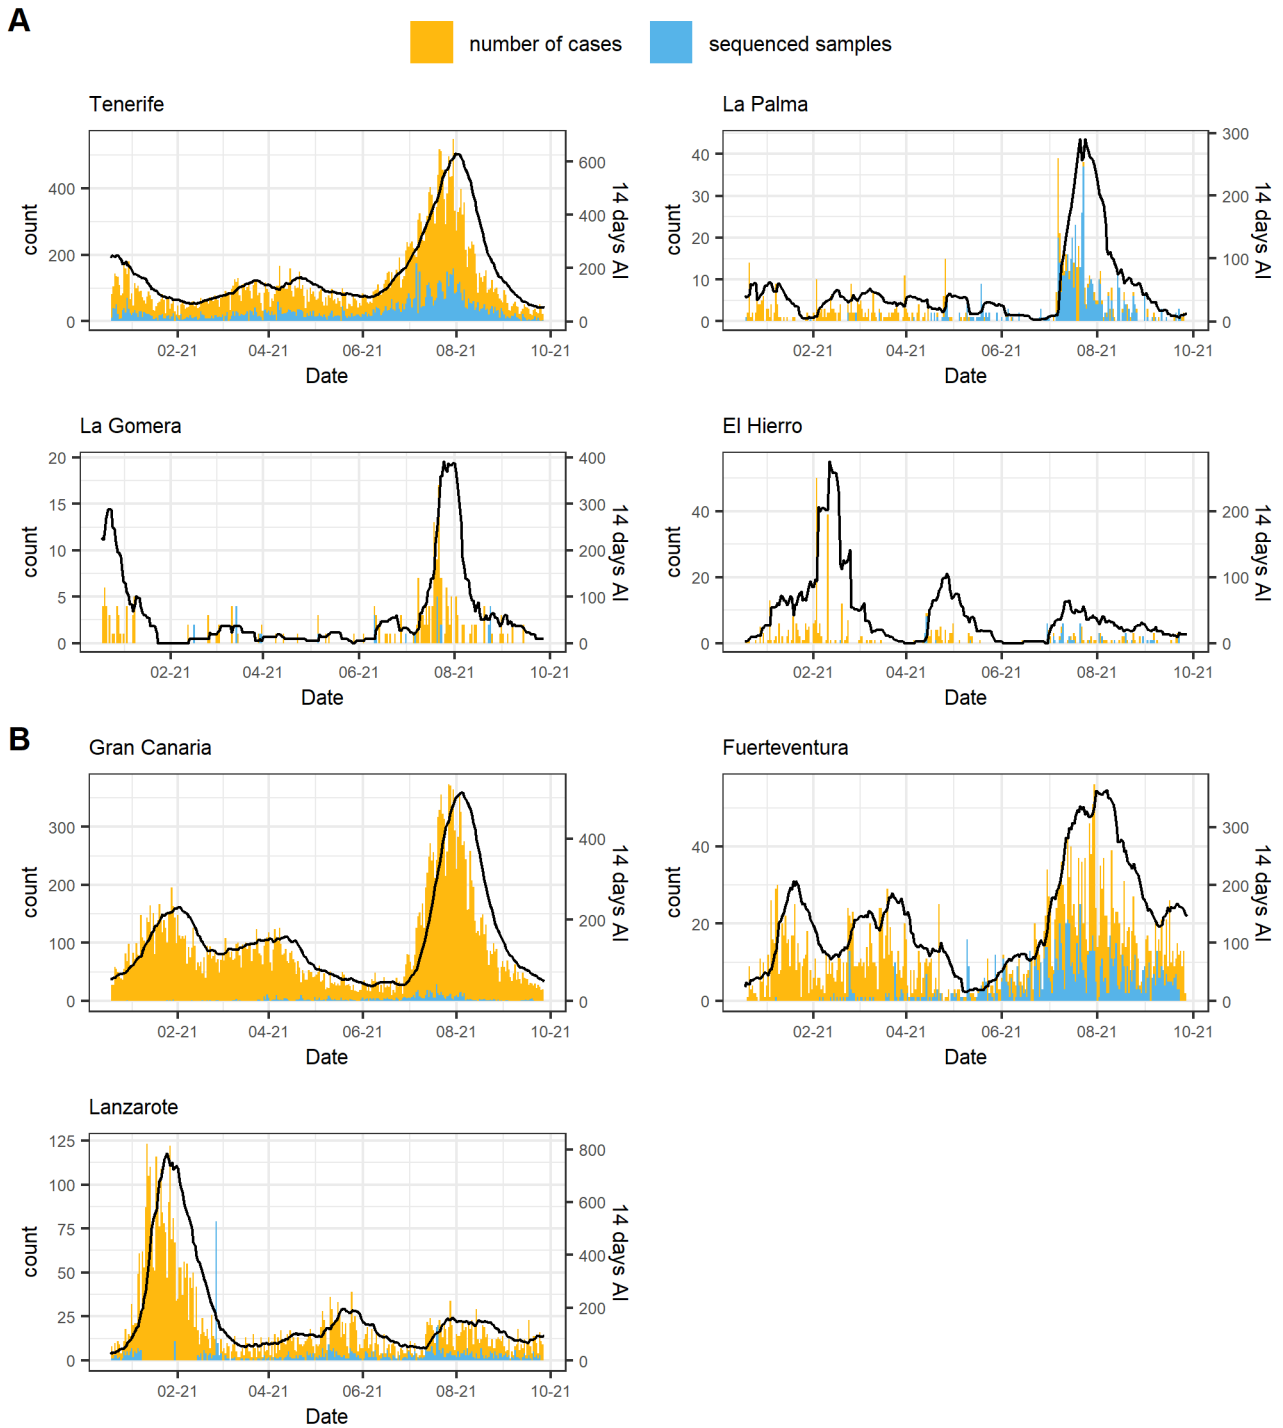 A
number of cases
sequenced samples
Tenerife
400
200
0
count
600
400
200
0
14 days AI
02-21 04-21 06-21 08-21 10-21
Date
La Palma
40
30
20
10
0
count
300
200
100
0
14 days AI
02-21 04-21 06-21 08-21 10-21
Date
La Gomera
20
15
10
5
0
count
400
300
200
100
0
14 days AI
02-21 04-21 06-21 08-21 10-21
Date
El Hierro
40
20
0
count
200
100
0
14 days AI
02-21 04-21 06-21 08-21 10-21
Date
B
Gran Canaria
300
200
100
0
count
400
200
0
14 days AI
02-21 04-21 06-21 08-21 10-21
Date
Fuerteventura
40
20
0
count
300
200
100
0
14 days AI
02-21 04-21 06-21 08-21 10-21
Date
Lanzarote
125
100
75
50
25
0
count
800
600
400
200
0
14 days AI
02-21 04-21 06-21 08-21 10-21
Date